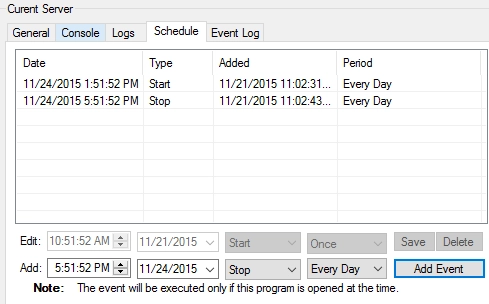 Curent Server
General Console Logs Schedule Event Log
Date Type Added Period
11/24/2015 1:51:52 PM Start 11/21/2015 11:02:31... Every Day
11/24/2015 5:51:52 PM Stop 11/21/2015 11:02:43... Every Day
Edit: 10:51:52 AM 11/21/2015 Start Once Save Delete
Add: 5:51:52 PM 11/24/2015 Stop Every Day Add Event
Note: The event will be executed only if this program is opened at the time.